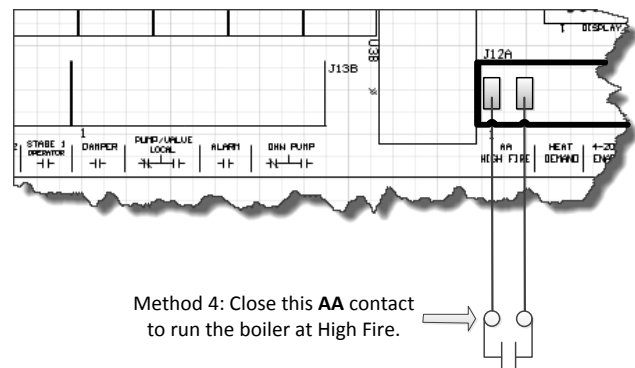 DISPLAY
U3B
J13B
J12A
1
1
STAGE 1
OPERATOR
DAMPER
PUMP/VALVE
LOCAL
ALARM
DHW PUMP
AA
HIGH FIRE
HEAT
DEMAND
4-20
ENA
Method 4: Close this AA contact
to run the boiler at High Fire.